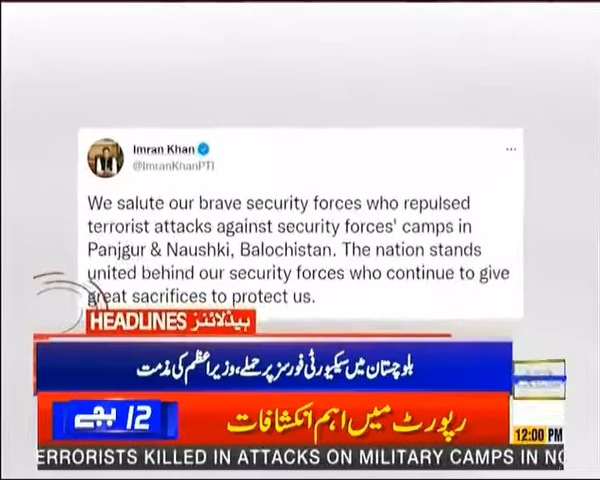 Imran Khan
@ImranKhanPTI
We salute our brave security forces who repulsed
terrorist attacks against security forces' camps in
Panjgur & Naushki, Balochistan. The nation stands
united behind our security forces who continue to give
great sacrifices to protect us.
HEADLINES ہیڈلائنز
بلوچستان میں سیکیورٹی فورسز پر حملے، وزیراعظم کی مذمت
رپورٹ میں اہم انکشافات
12 بجے
12:00 PM
ERRORISTS KILLED IN ATTACKS ON MILITARY CAMPS IN NO